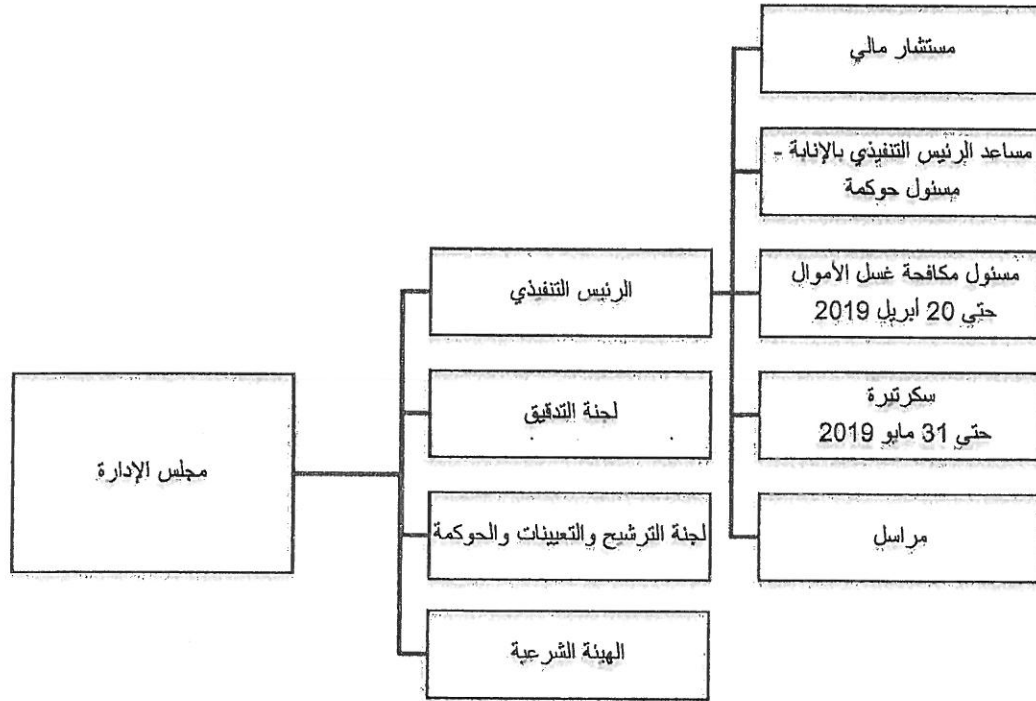 مجلس الإدارة
الرئيس التنفيذي
لجنة التدقيق
لجنة الترشيح والتعيينات والحوكمة
الهيئة الشرعية
مستشار مالي
مساعد الرئيس التنفيذي بالإنابة -
مسئول حوكمة
مسئول مكافحة غسل الأموال
حتى 20 أبريل 2019
سكرتيرة
حتى 31 مايو 2019
مراسل